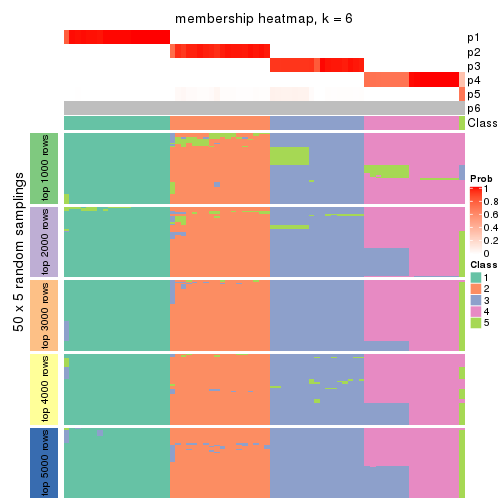 membership heatmap, k = 6
p1
p2
p3
p4
p5
p6
Class
50 x 5 random samplings
top 1000 rows
top 2000 rows
top 3000 rows
top 4000 rows
top 5000 rows
Prob
1
0.8
0.6
0.4
0.2
0
Class
1
2
3
4
5